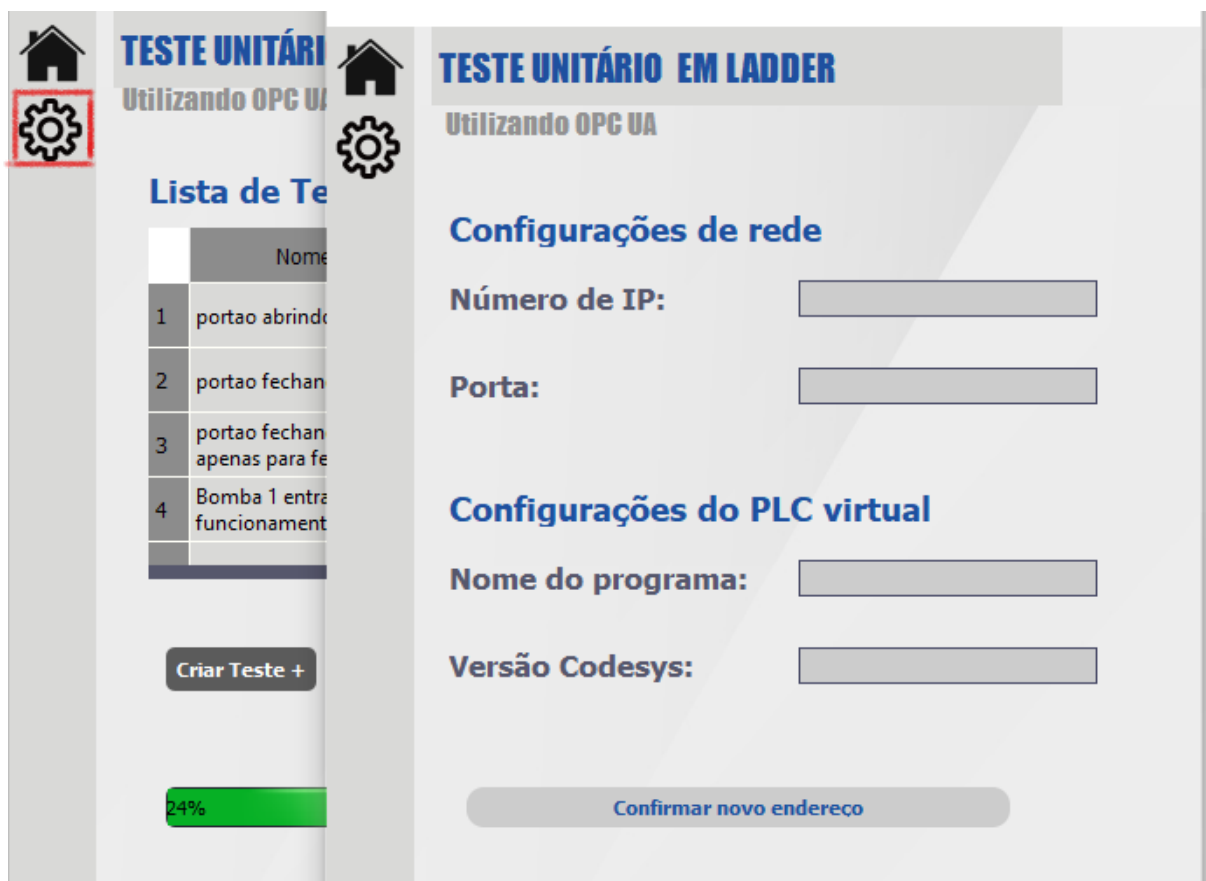 TESTE UNITÁRI
Utilizando OPC UA
Lista de Te
Nome
1 portao abrindo
2 portao fechan
3 portao fechan
apenas para fe
4 Bomba 1 entra
funcionament
Criar Teste +
24%
TESTE UNITÁRIO EM LADDER
Utilizando OPC UA
Configurações de rede
Número de IP:
Porta:
Configurações do PLC virtual
Nome do programa:
Versão Codesys:
Confirmar novo endereço